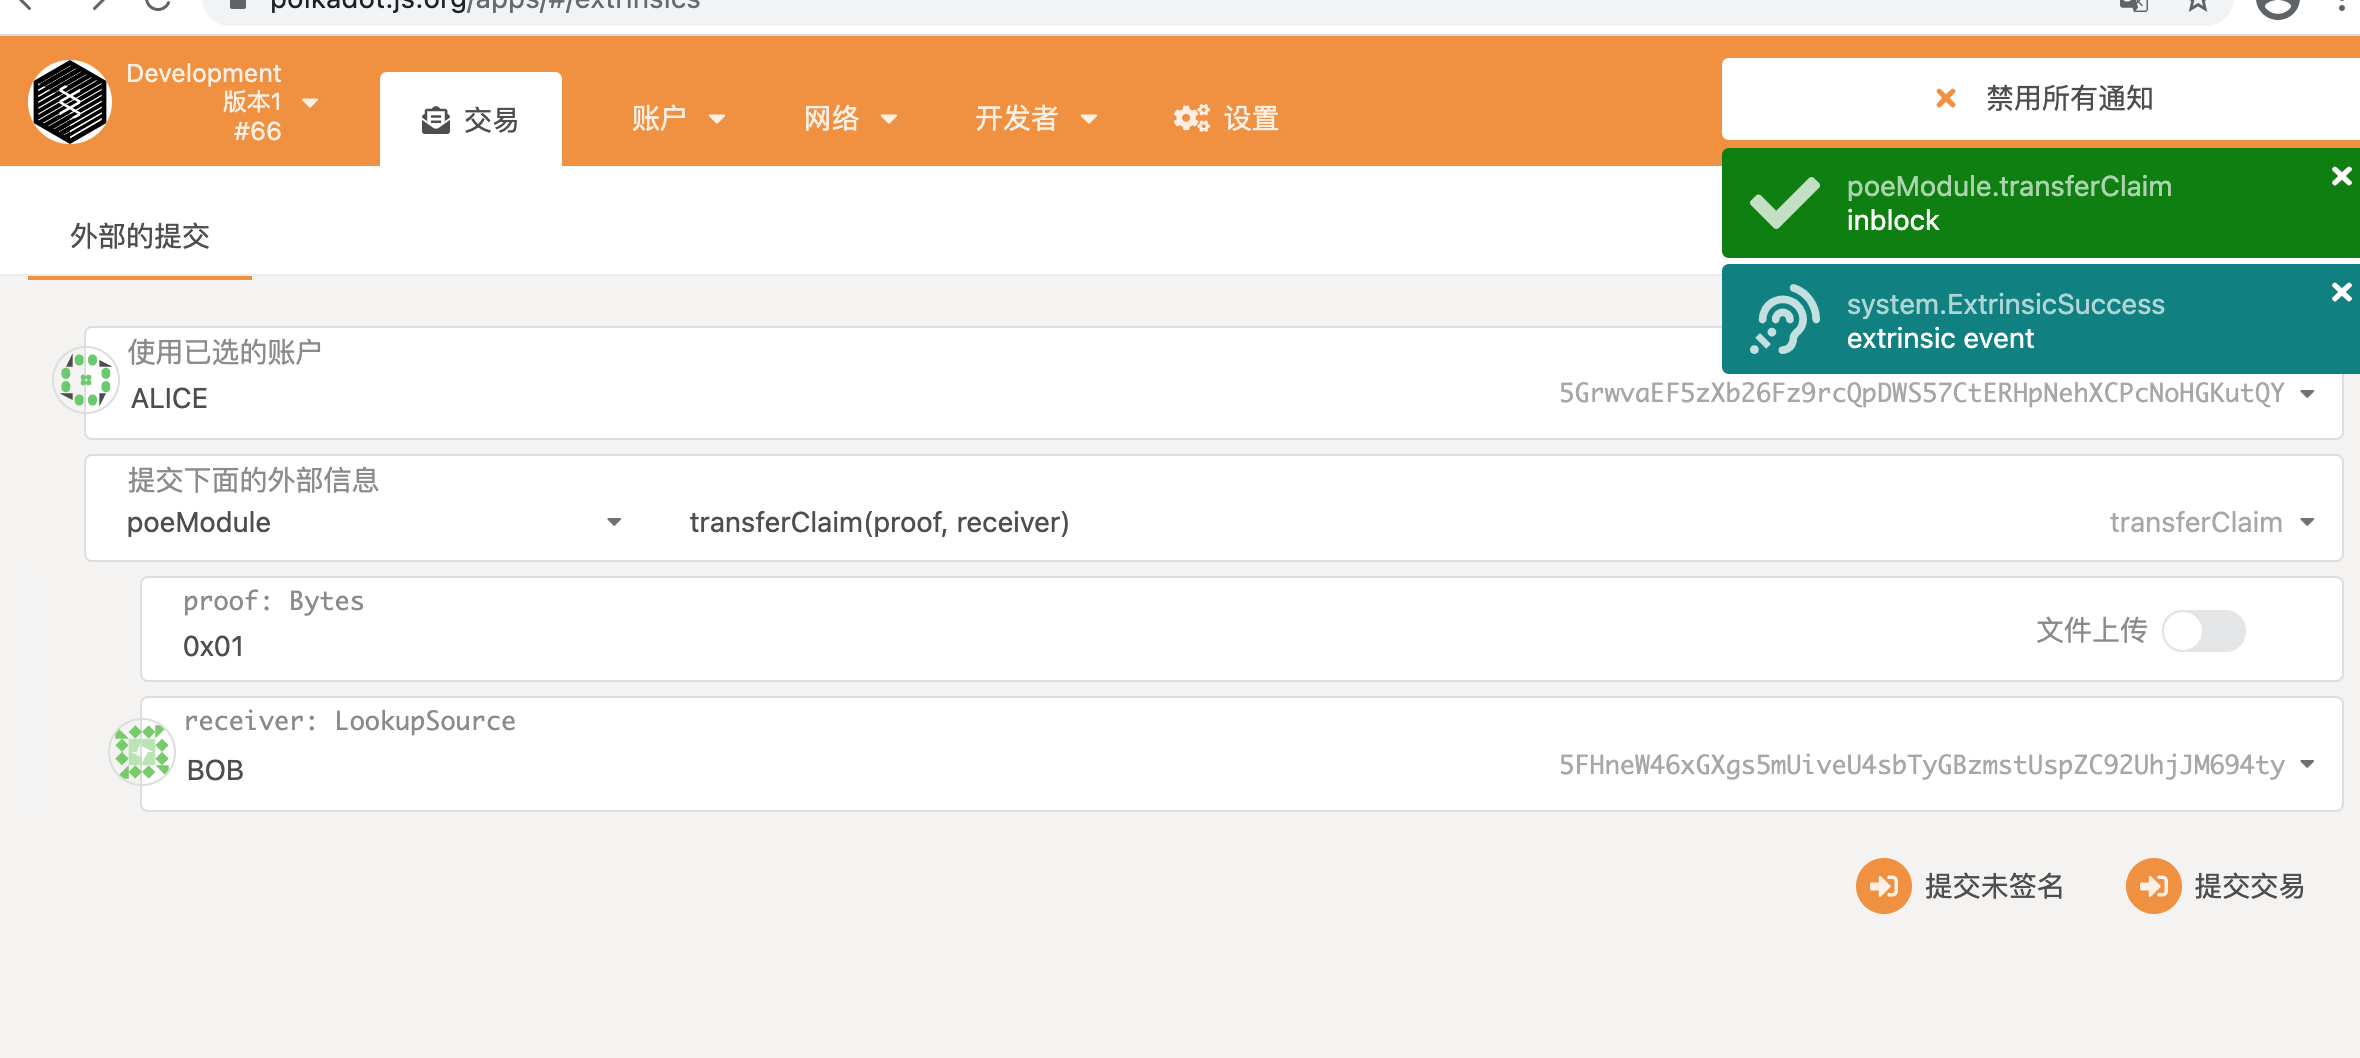 polkadot.js.org/apps/#/extrinsics
Development
版本1
#66
交易
账户
网络
开发者
设置
禁用所有通知
poeModule.transferClaim
inblock
system.ExtrinsicSuccess
extrinsic event
外部的提交
使用已选的账户
ALICE
5GrwvaEF5zXb26Fz9rcQpDWS57CtERHpNehXCPcNoHGKutQY
提交下面的外部信息
poeModule
transferClaim(proof, receiver)
transferClaim
proof: Bytes
0x01
文件上传
receiver: LookupSource
BOB
5FHneW46xGXgs5mUiveU4sbTyGBzmstUspZC92UhjJM694ty
提交未签名
提交交易